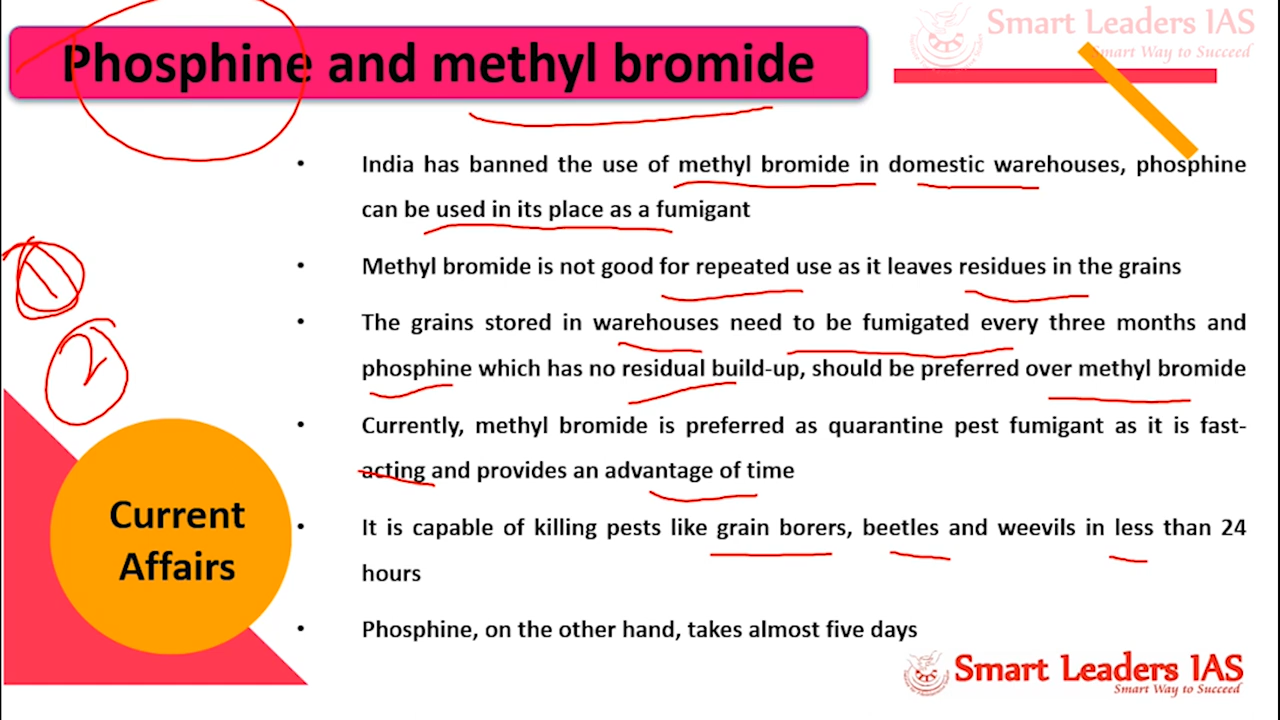 Smart Leaders IAS
Smart Way to Succeed
Phosphine and methyl bromide
• India has banned the use of methyl bromide in domestic warehouses, phosphine
can be used in its place as a fumigant
• Methyl bromide is not good for repeated use as it leaves residues in the grains
• The grains stored in warehouses need to be fumigated every three months and
phosphine which has no residual build-up, should be preferred over methyl bromide
• Currently, methyl bromide is preferred as quarantine pest fumigant as it is fast-
acting and provides an advantage of time
• It is capable of killing pests like grain borers, beetles and weevils in less than 24
hours
• Phosphine, on the other hand, takes almost five days
1
2
Current
Affairs
Smart Leaders IAS
Smart Way to Succeed